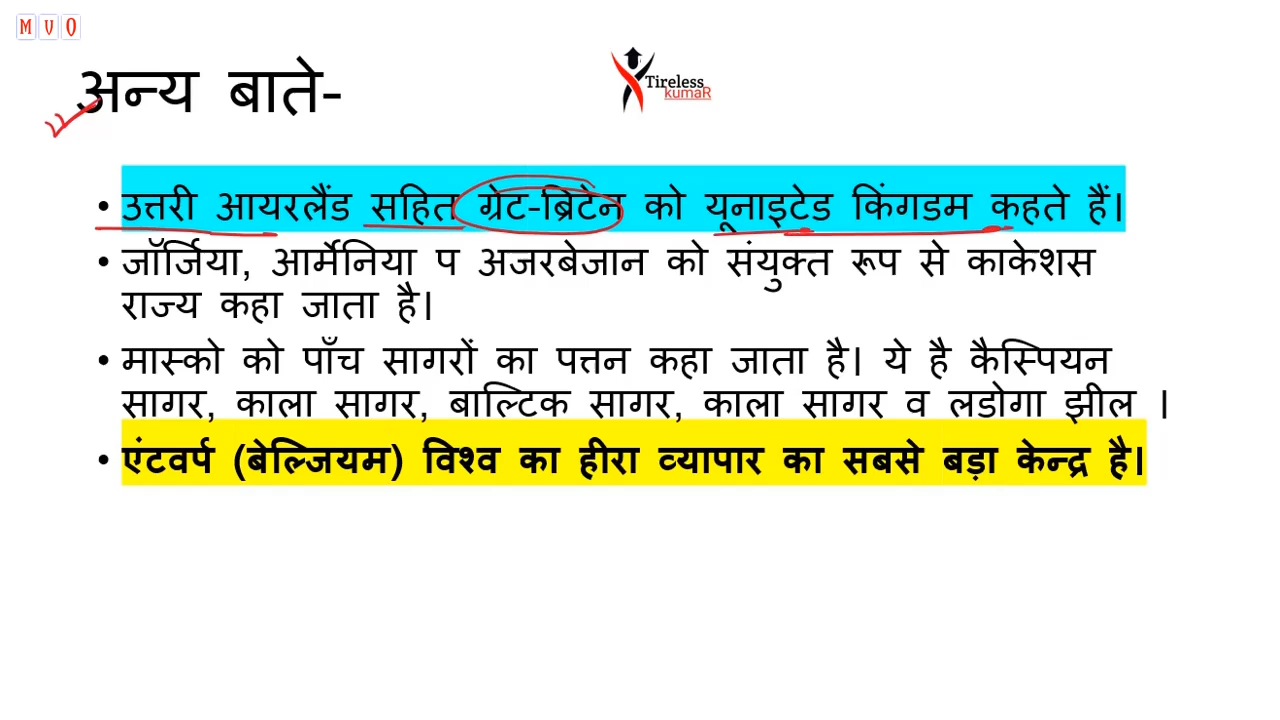 M V O
अन्य बाते-
Tireless
kumaR
• उत्तरी आयरलैंड सहित ग्रेट-ब्रिटेन को यूनाइटेड किंगडम कहते हैं।
• जॉर्जिया, आर्मेनिया प अजरबेजान को संयुक्त रूप से काकेशस
राज्य कहा जाता है।
• मास्को को पाँच सागरों का पत्तन कहा जाता है। ये है कैस्पियन
सागर, काला सागर, बाल्टिक सागर, काला सागर व लडोगा झील ।
• एंटवर्प (बेल्जियम) विश्व का हीरा व्यापार का सबसे बड़ा केन्द्र है।